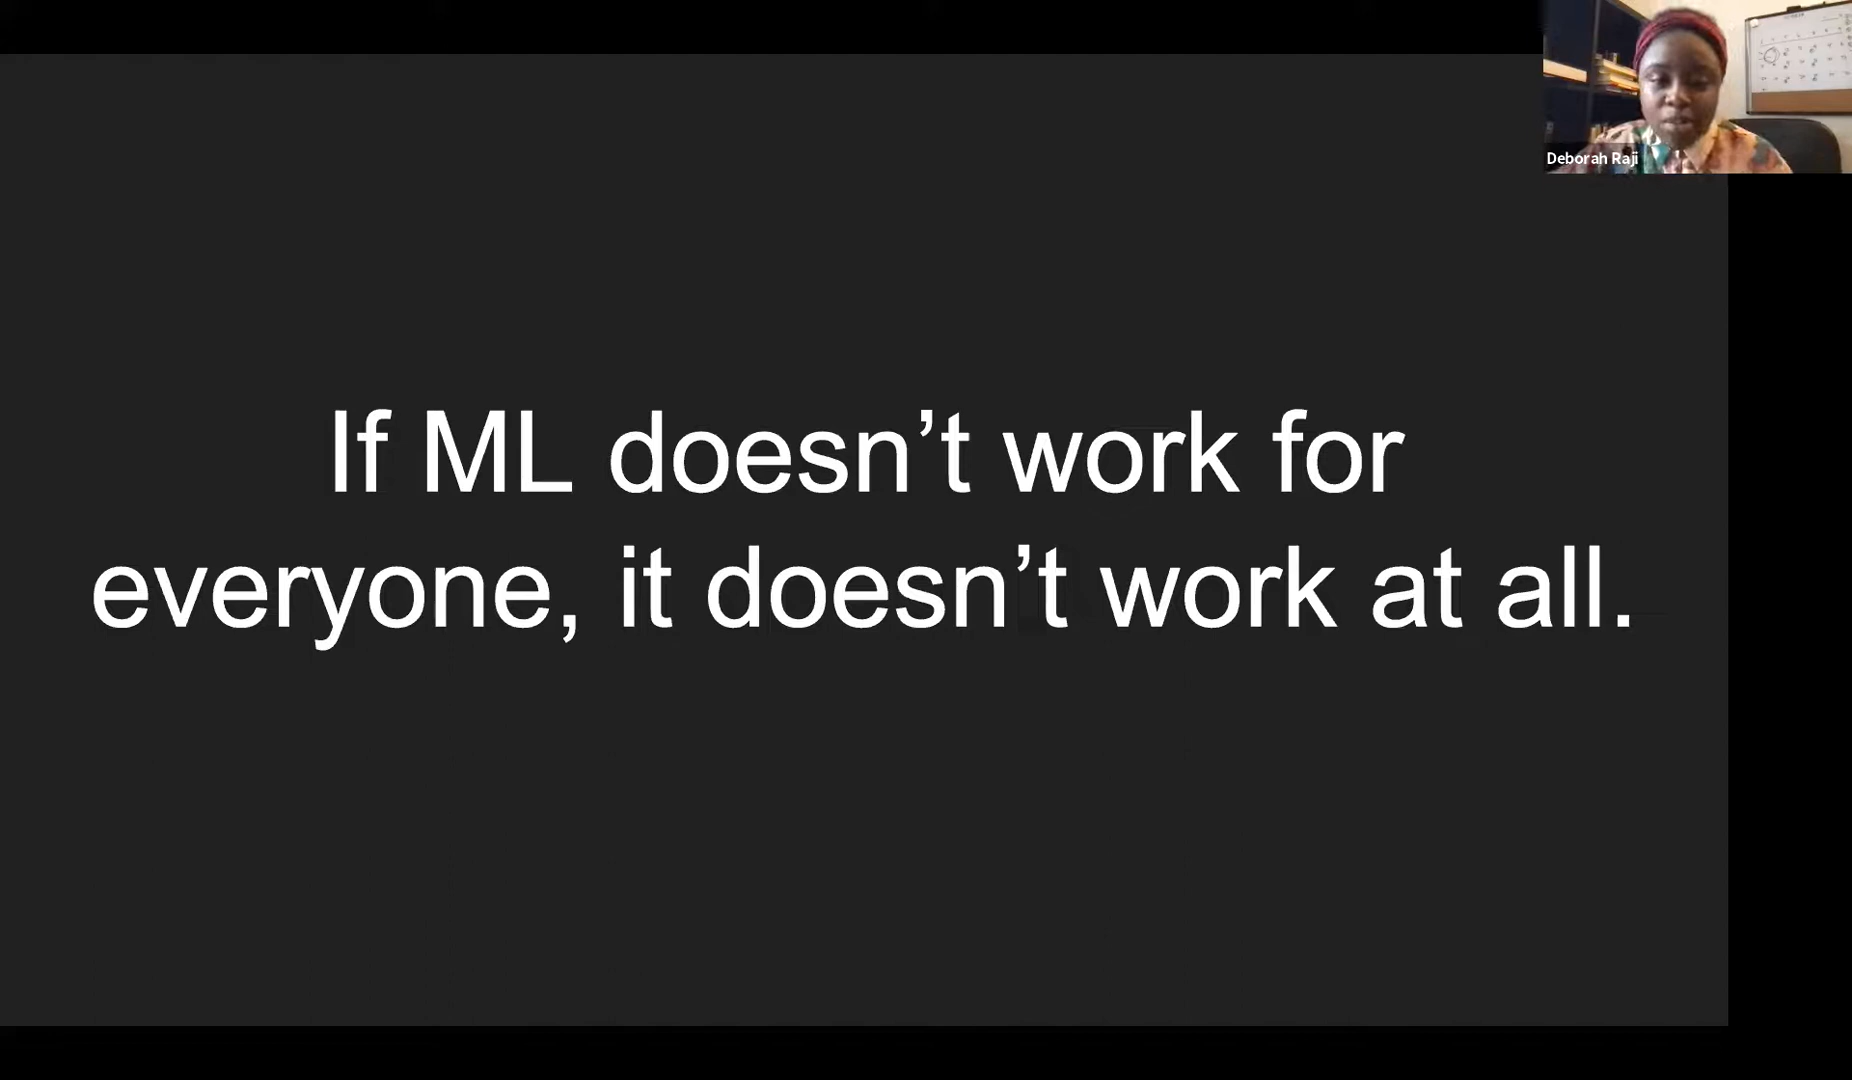 Deborah Raji
If ML doesn’t work for
everyone, it doesn’t work at all.